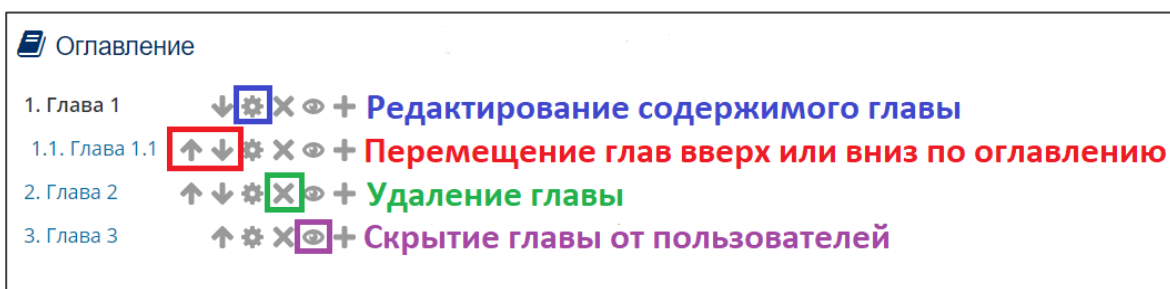 Оглавление
1. Глава 1 Редактирование содержимого главы
1.1. Глава 1.1 Перемещение глав вверх или вниз по оглавлению
2. Глава 2 Удаление главы
3. Глава 3 Скрытие главы от пользователей